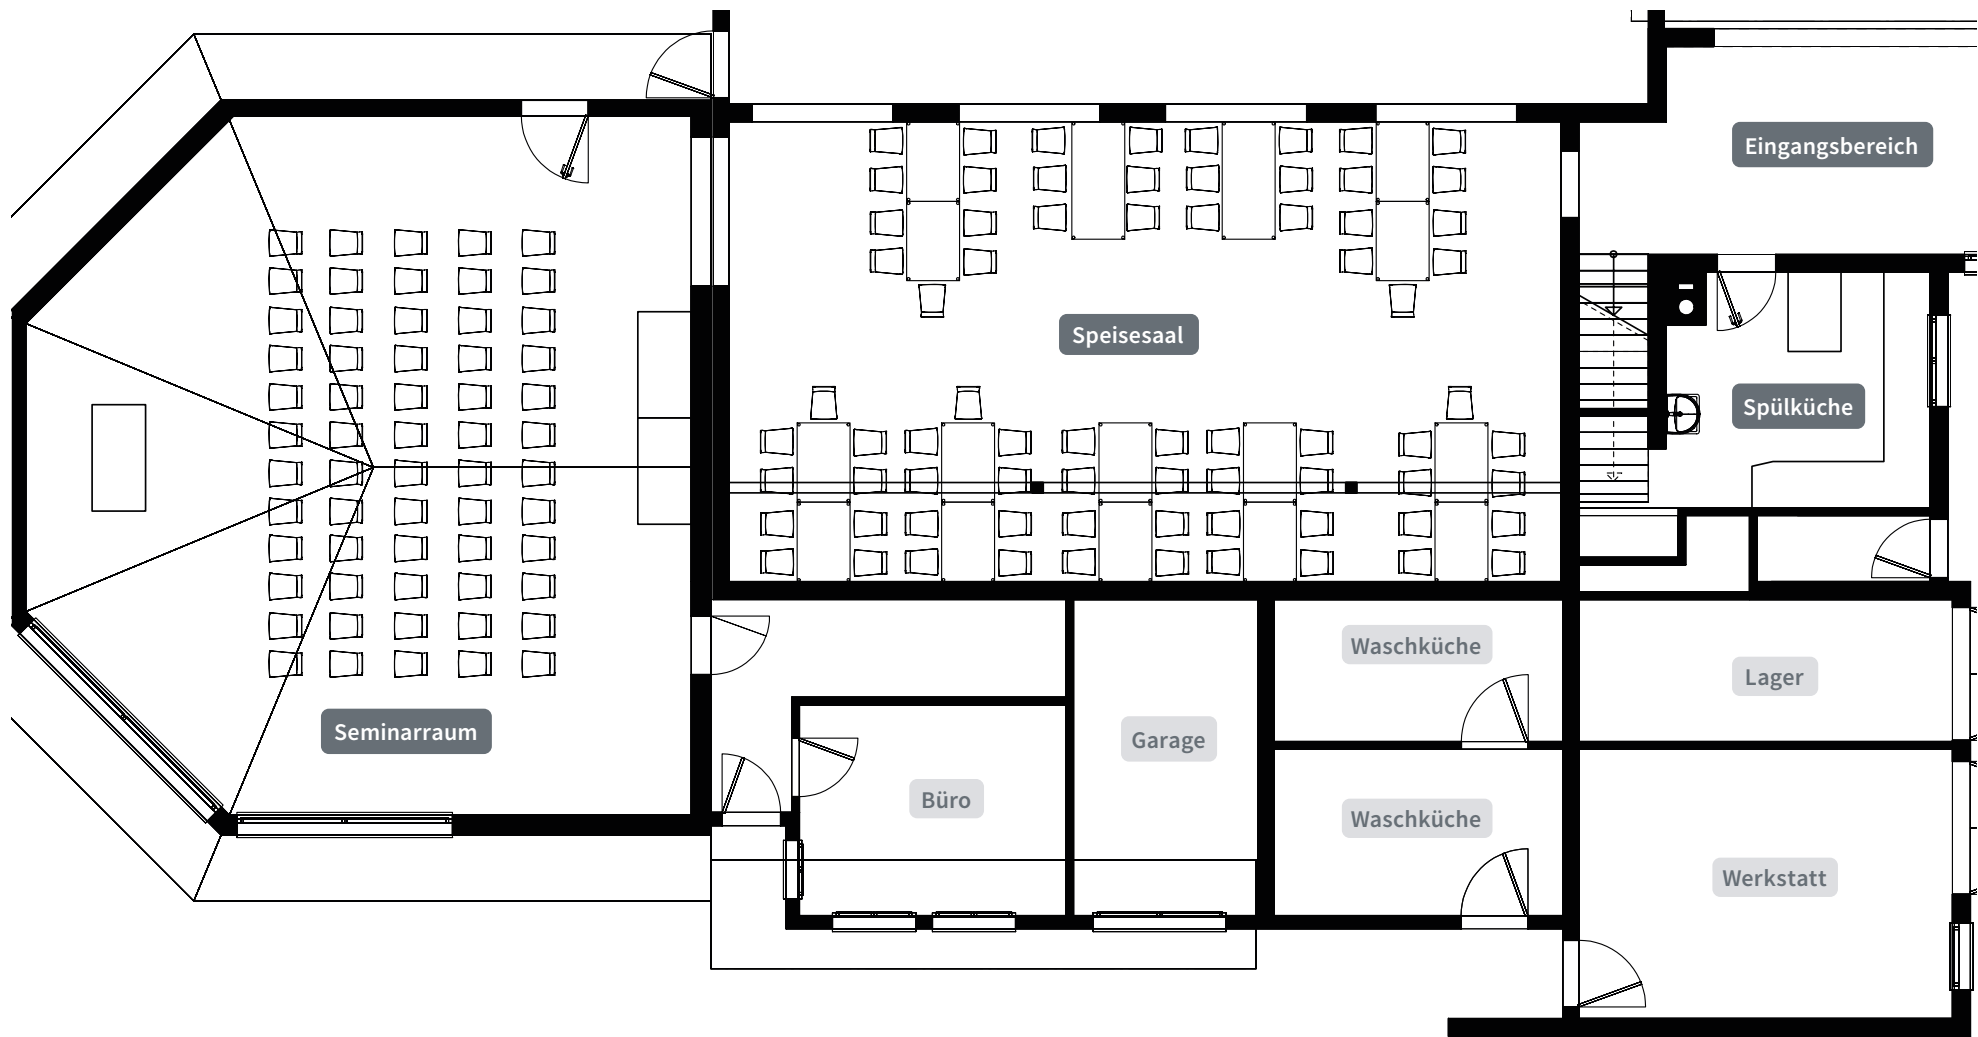 Eingangsbereich
Speisesaal
Spülküche
Waschküche
Lager
Seminarraum
Garage
Büro
Waschküche
Werkstatt